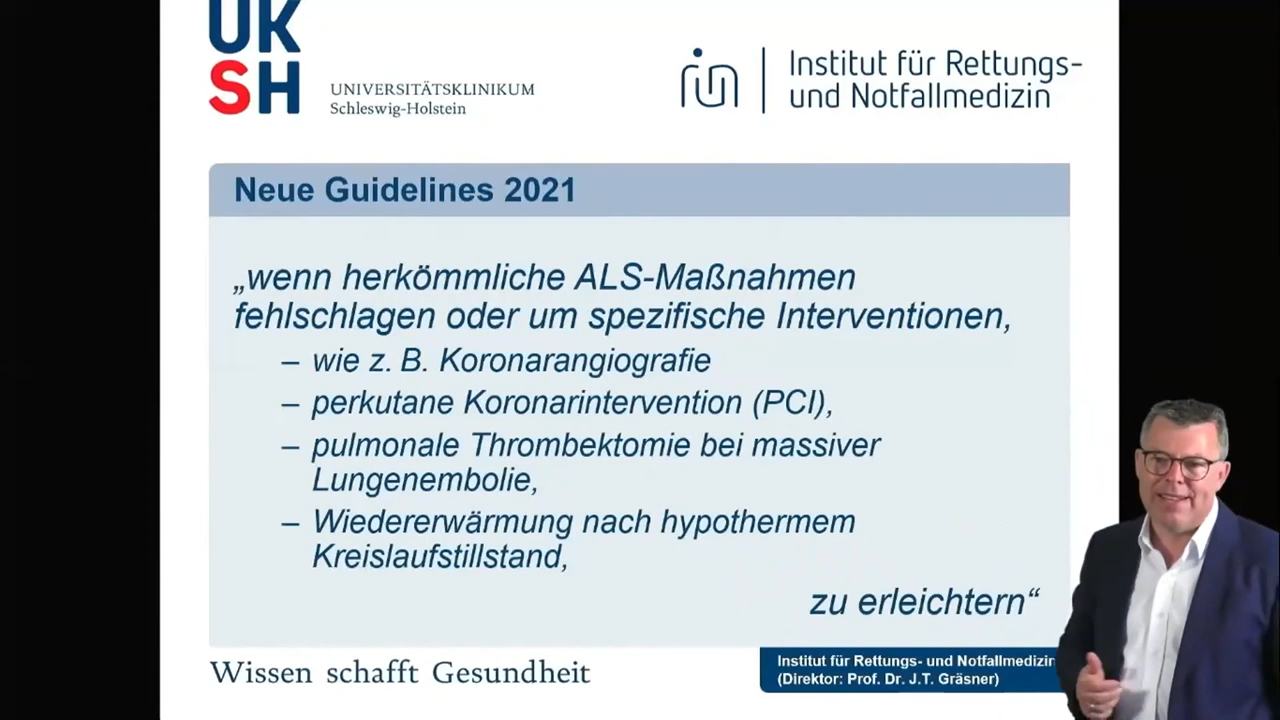 UK
SH
UNIVERSITÄTSKLINIKUM
Schleswig-Holstein
Institut für Rettungs-
und Notfallmedizin
Neue Guidelines 2021
„wenn herkömmliche ALS-Maßnahmen
fehlschlagen oder um spezifische Interventionen,
– wie z. B. Koronarangiografie
– perkutane Koronarintervention (PCI),
– pulmonale Thrombektomie bei massiver
Lungenembolie,
– Wiedererwärmung nach hypothermem
Kreislaufstillstand,
zu erleichtern“
Wissen schafft Gesundheit
Institut für Rettungs- und Notfallmedizin
(Direktor: Prof. Dr. J.T. Gräsner)